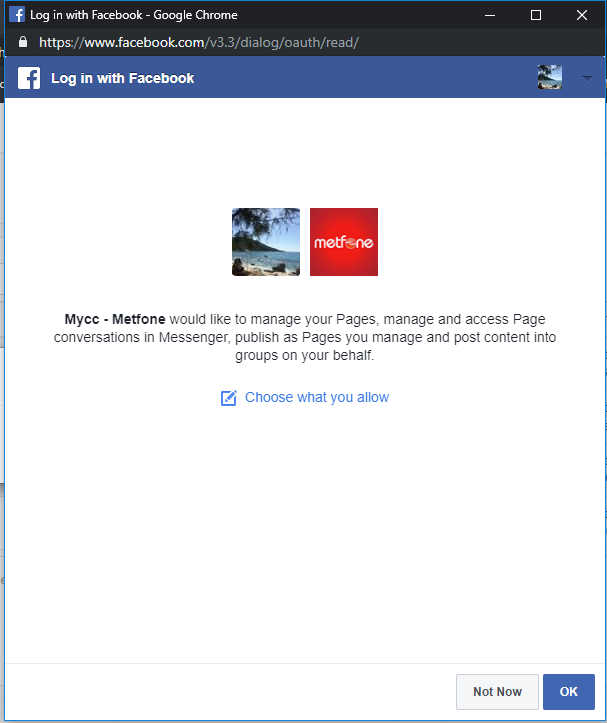 Log in with Facebook - Google Chrome
https://www.facebook.com/v3.3/dialog/oauth/read/
Log in with Facebook
metfone
Mycc - Metfone would like to manage your Pages, manage and access Page
conversations in Messenger, publish as Pages you manage and post content into
groups on your behalf.
Choose what you allow
Not Now
OK